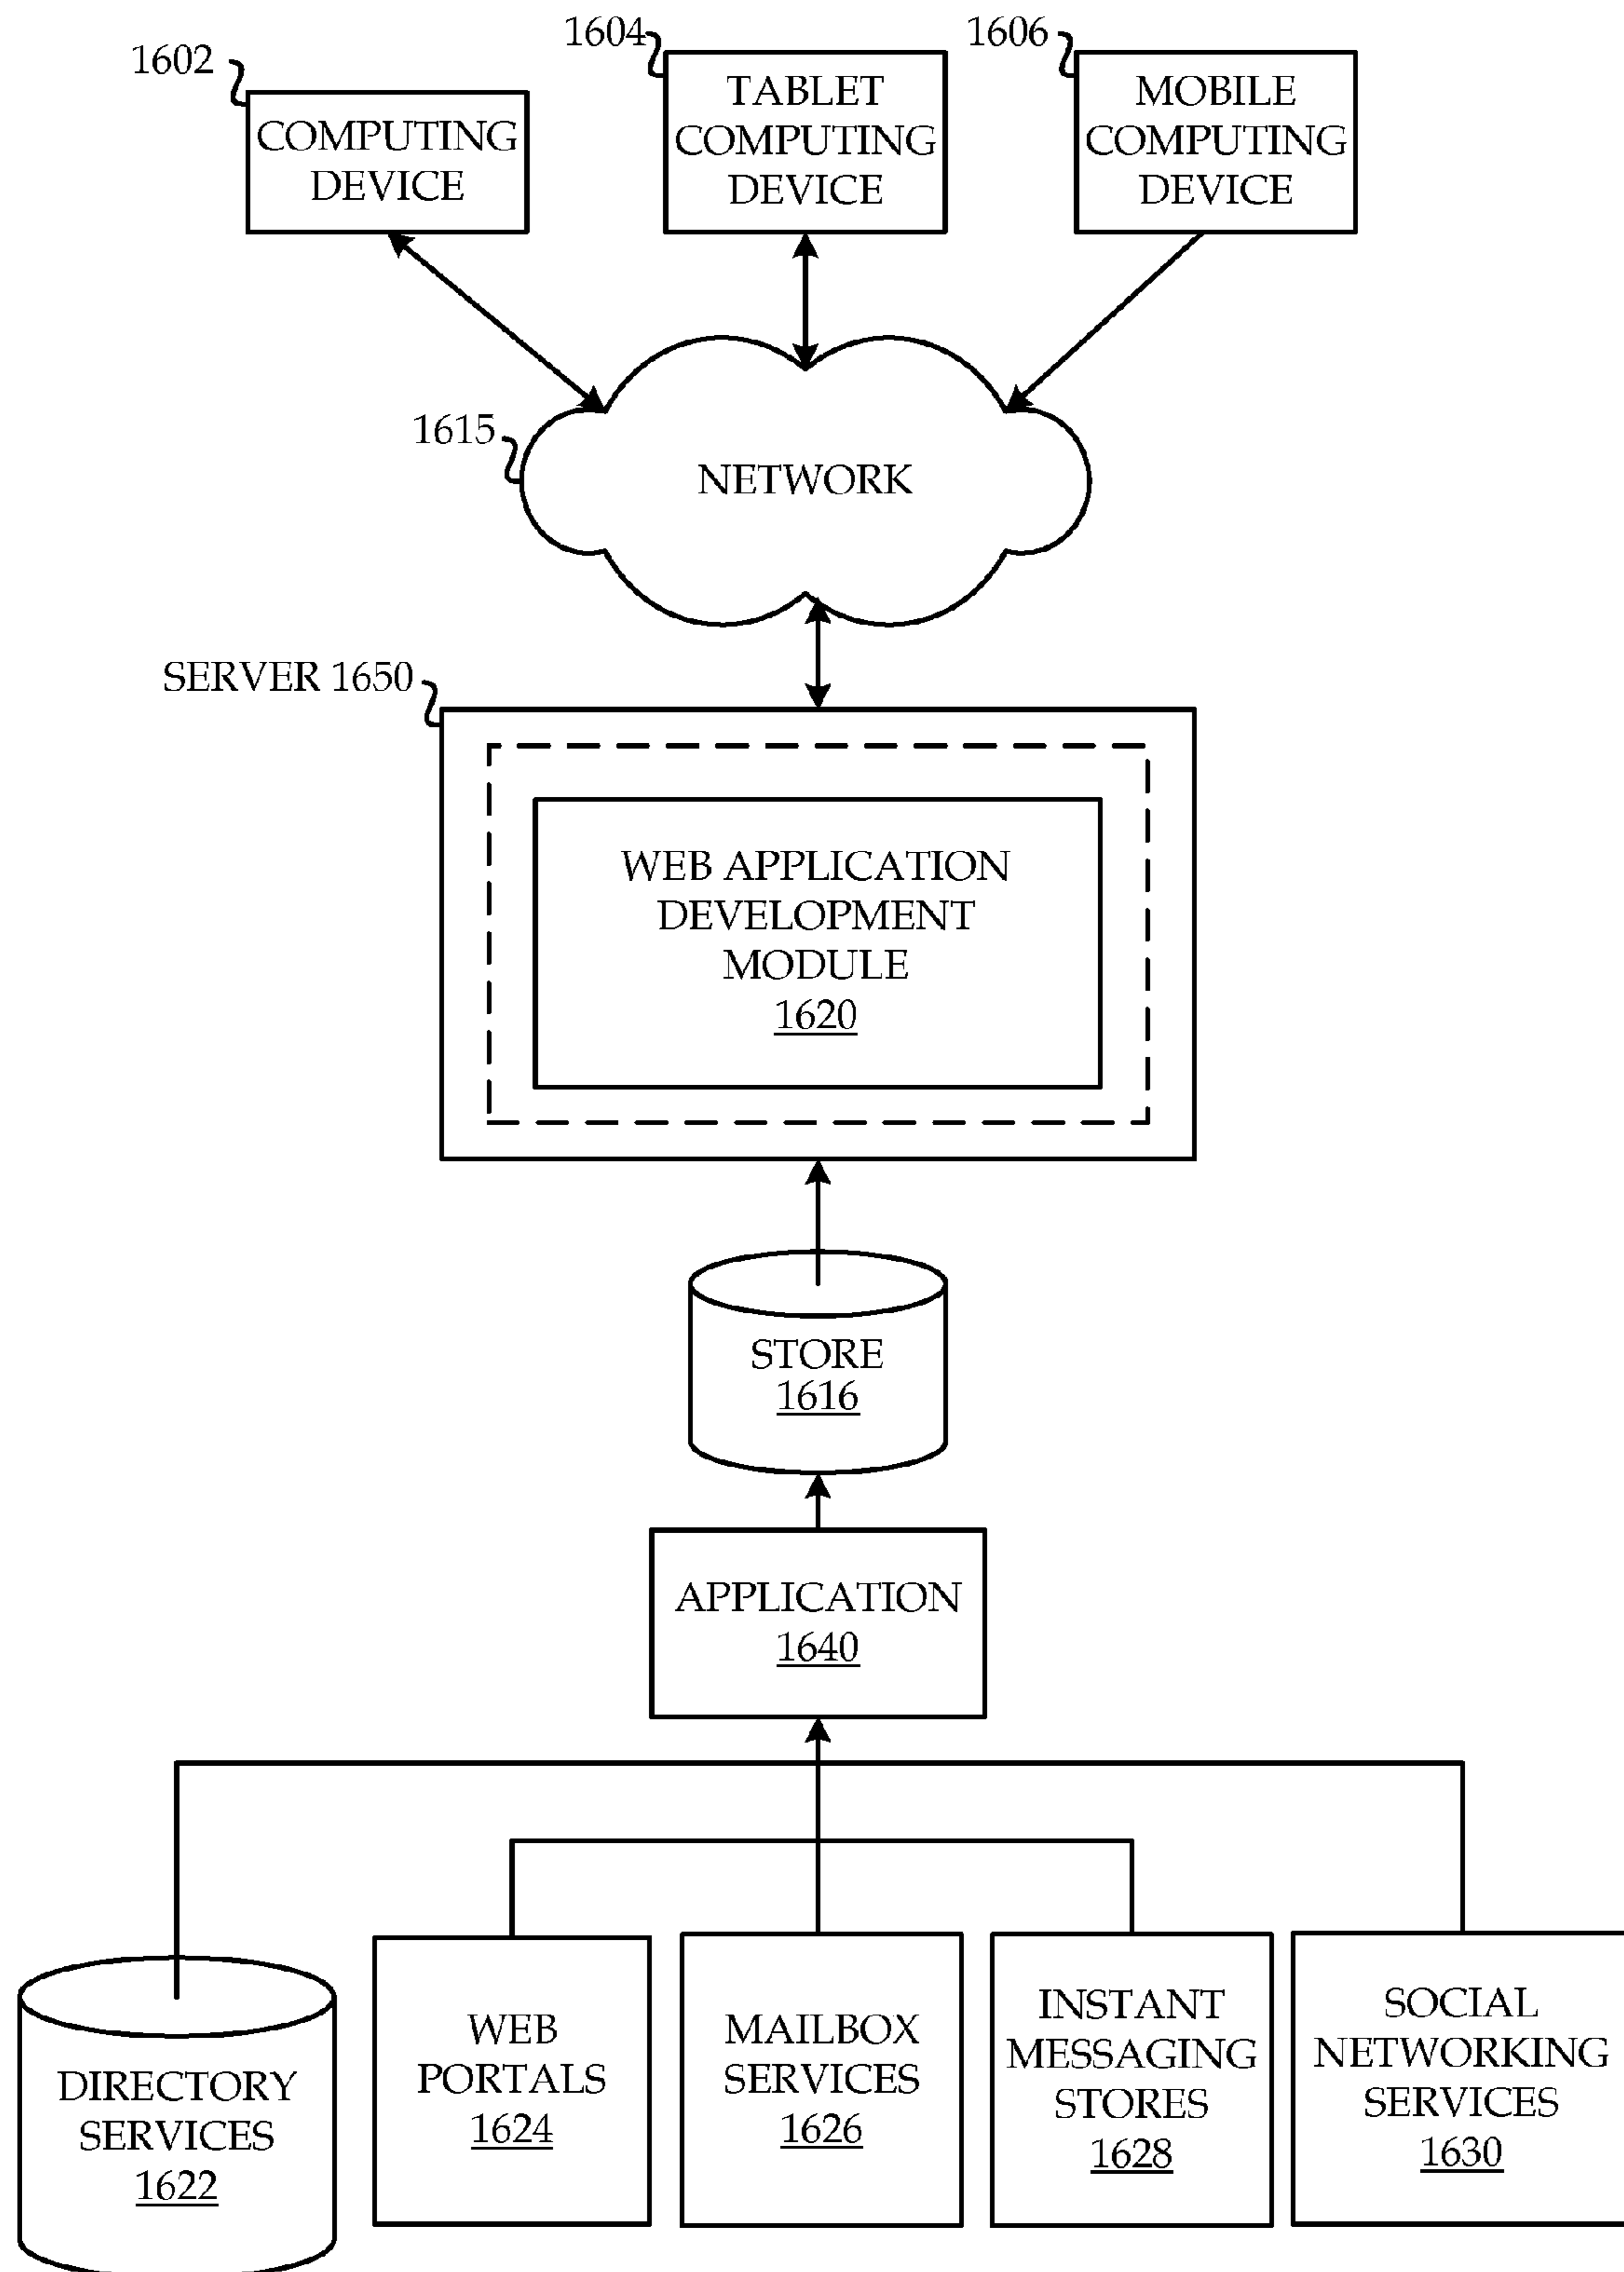 1602
1604
1606
COMPUTING
DEVICE
TABLET
COMPUTING
DEVICE
MOBILE
COMPUTING
DEVICE
1615
NETWORK
SERVER 1650
WEB APPLICATION
DEVELOPMENT
MODULE
1620
STORE
1616
APPLICATION
1640
DIRECTORY
SERVICES
1622
WEB
PORTALS
1624
MAILBOX
SERVICES
1626
INSTANT
MESSAGING
STORES
1628
SOCIAL
NETWORKING
SERVICES
1630